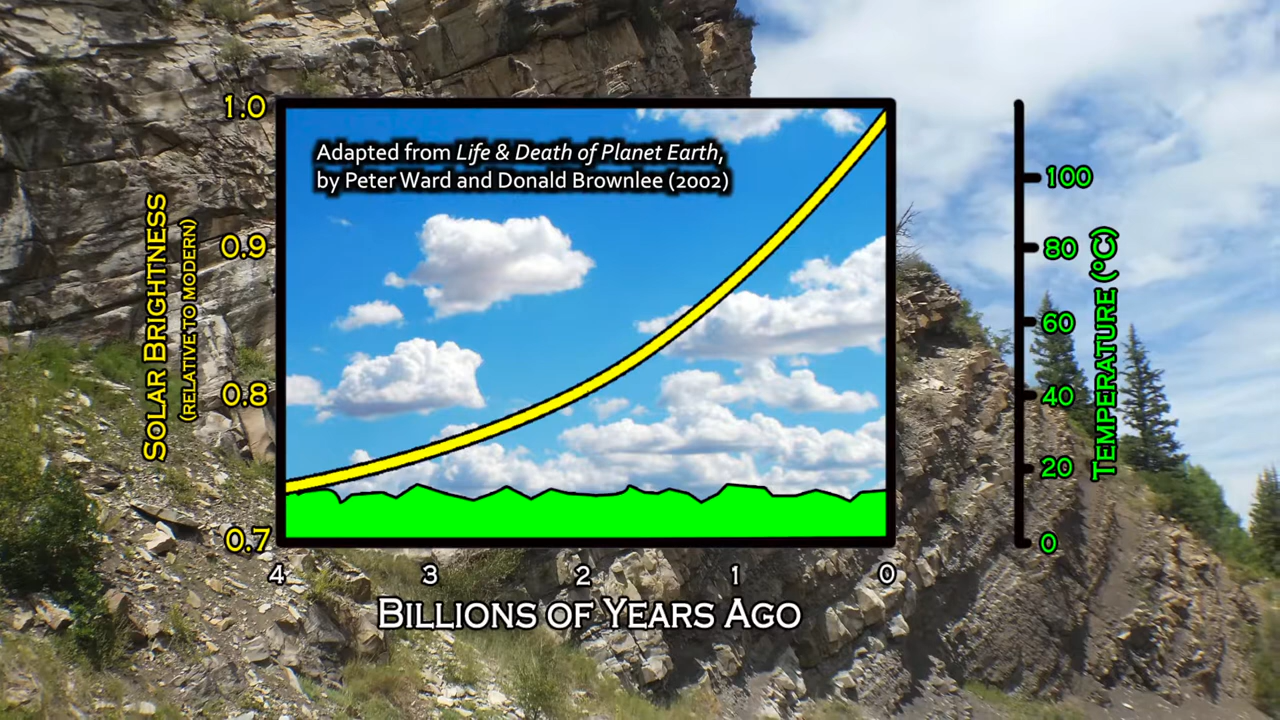 Adapted from Life & Death of Planet Earth,
by Peter Ward and Donald Brownlee (2002)
SOLAR BRIGHTNESS
(RELATIVE TO MODERN)
1.0
0.9
0.8
0.7
4 3 2 1 0
BILLIONS OF YEARS AGO
100
80
60
40
20
0
TEMPERATURE (°C)